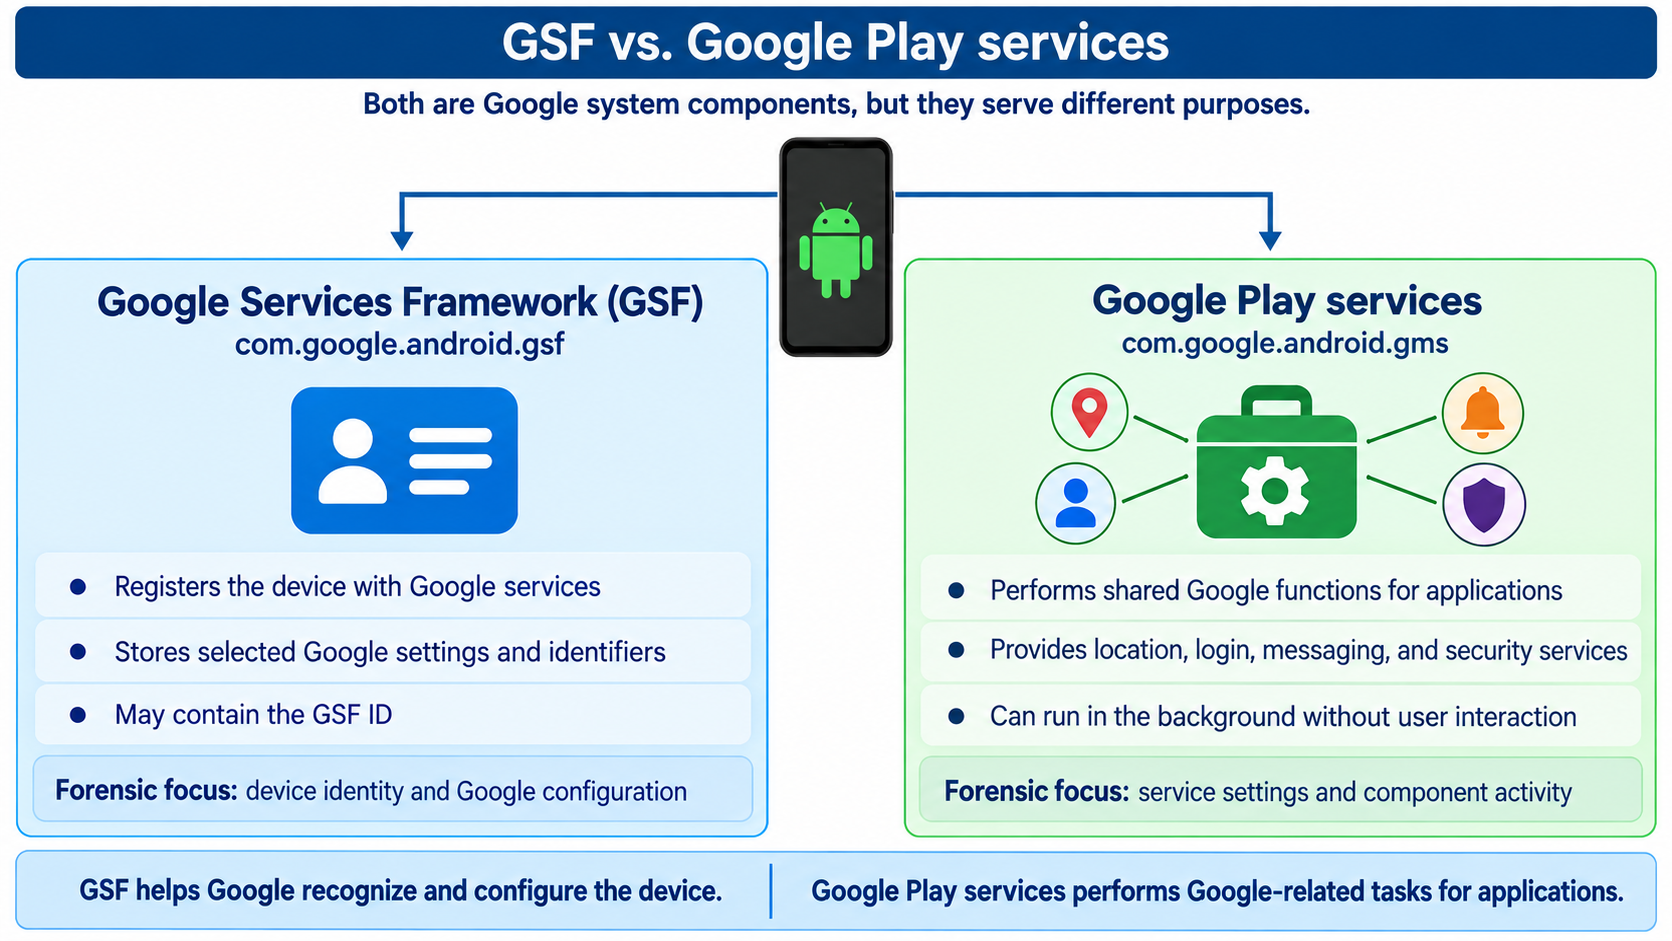 GSF vs. Google Play services
Both are Google system components, but they serve different purposes.
Google Services Framework (GSF)
com.google.android.gsf
Registers the device with Google services
Stores selected Google settings and identifiers
May contain the GSF ID
Forensic focus: device identity and Google configuration
Google Play services
com.google.android.gms
Performs shared Google functions for applications
Provides location, login, messaging, and security services
Can run in the background without user interaction
Forensic focus: service settings and component activity
GSF helps Google recognize and configure the device.
Google Play services performs Google-related tasks for applications.